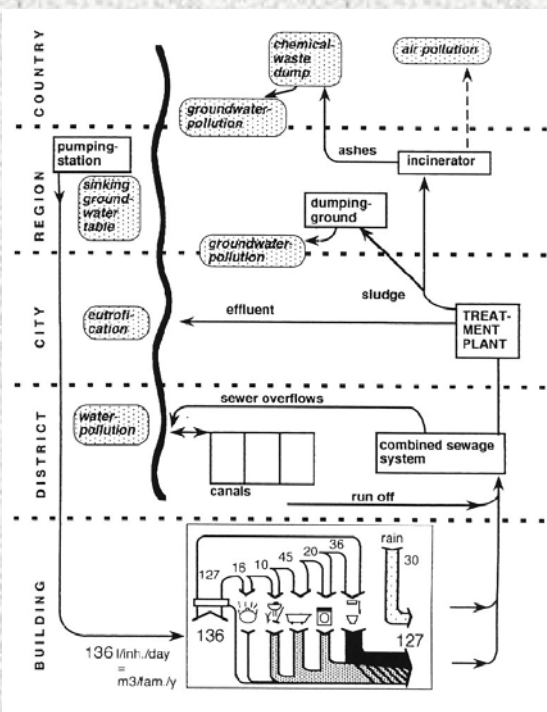 COUNTRY
chemical-
waste
dump
air pollution
groundwater-
pollution
REGION
pumping-
station
ashes
incinerator
sinking
ground-
water
table
dumping-
ground
groundwater-
pollution
sludge
CITY
eutrofi-
cation
effluent
TREAT-
MENT
PLANT
DISTRICT
sewer overflows
water-
pollution
combined sewage
system
canals
run off
BUILDING
127
16
10
45
20
36
rain
30
136
127
136 l/inh./day
=
m3/fam./y